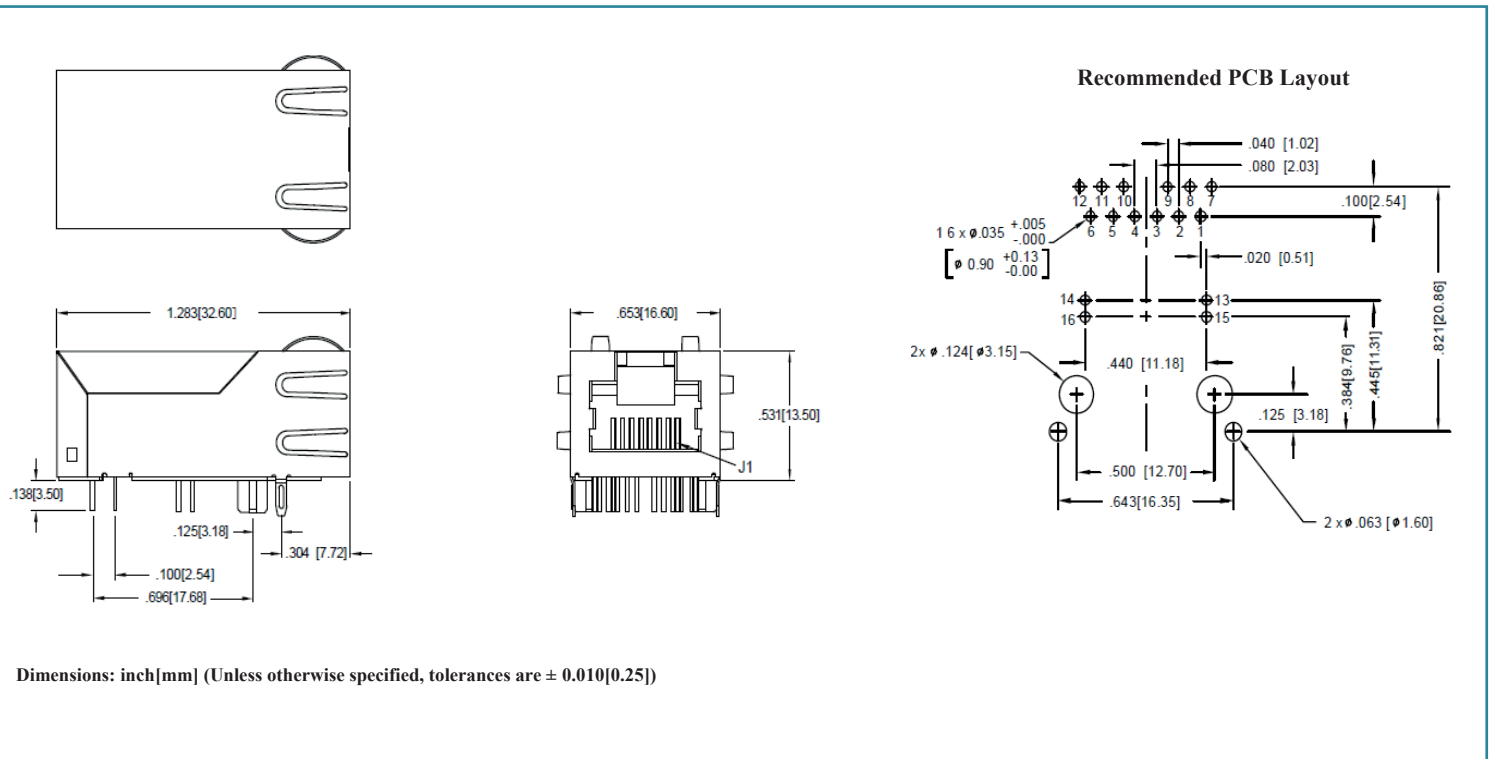 Recommended PCB Layout
.040 [1.02]
.080 [2.03]
12 11 10 9 8 7
.100[2.54]
6 5 4 3 2 1
1 6 x ø.035 +.005 -.000
[ø 0.90 +0.13 -0.00]
.020 [0.51]
14 13
16 15
.821[20.86]
.445[11.31]
.384[9.76]
2x ø .124[ ø3.15]
.440 [11.18]
.125 [3.18]
.500 [12.70]
.643[16.35]
2 x ø .063 [ ø1.60]
1.283[32.60]
.653[16.60]
.531[13.50]
J1
.138[3.50]
.125[3.18]
.304 [7.72]
.100[2.54]
.696[17.68]
Dimensions: inch[mm] (Unless otherwise specified, tolerances are ± 0.010[0.25])